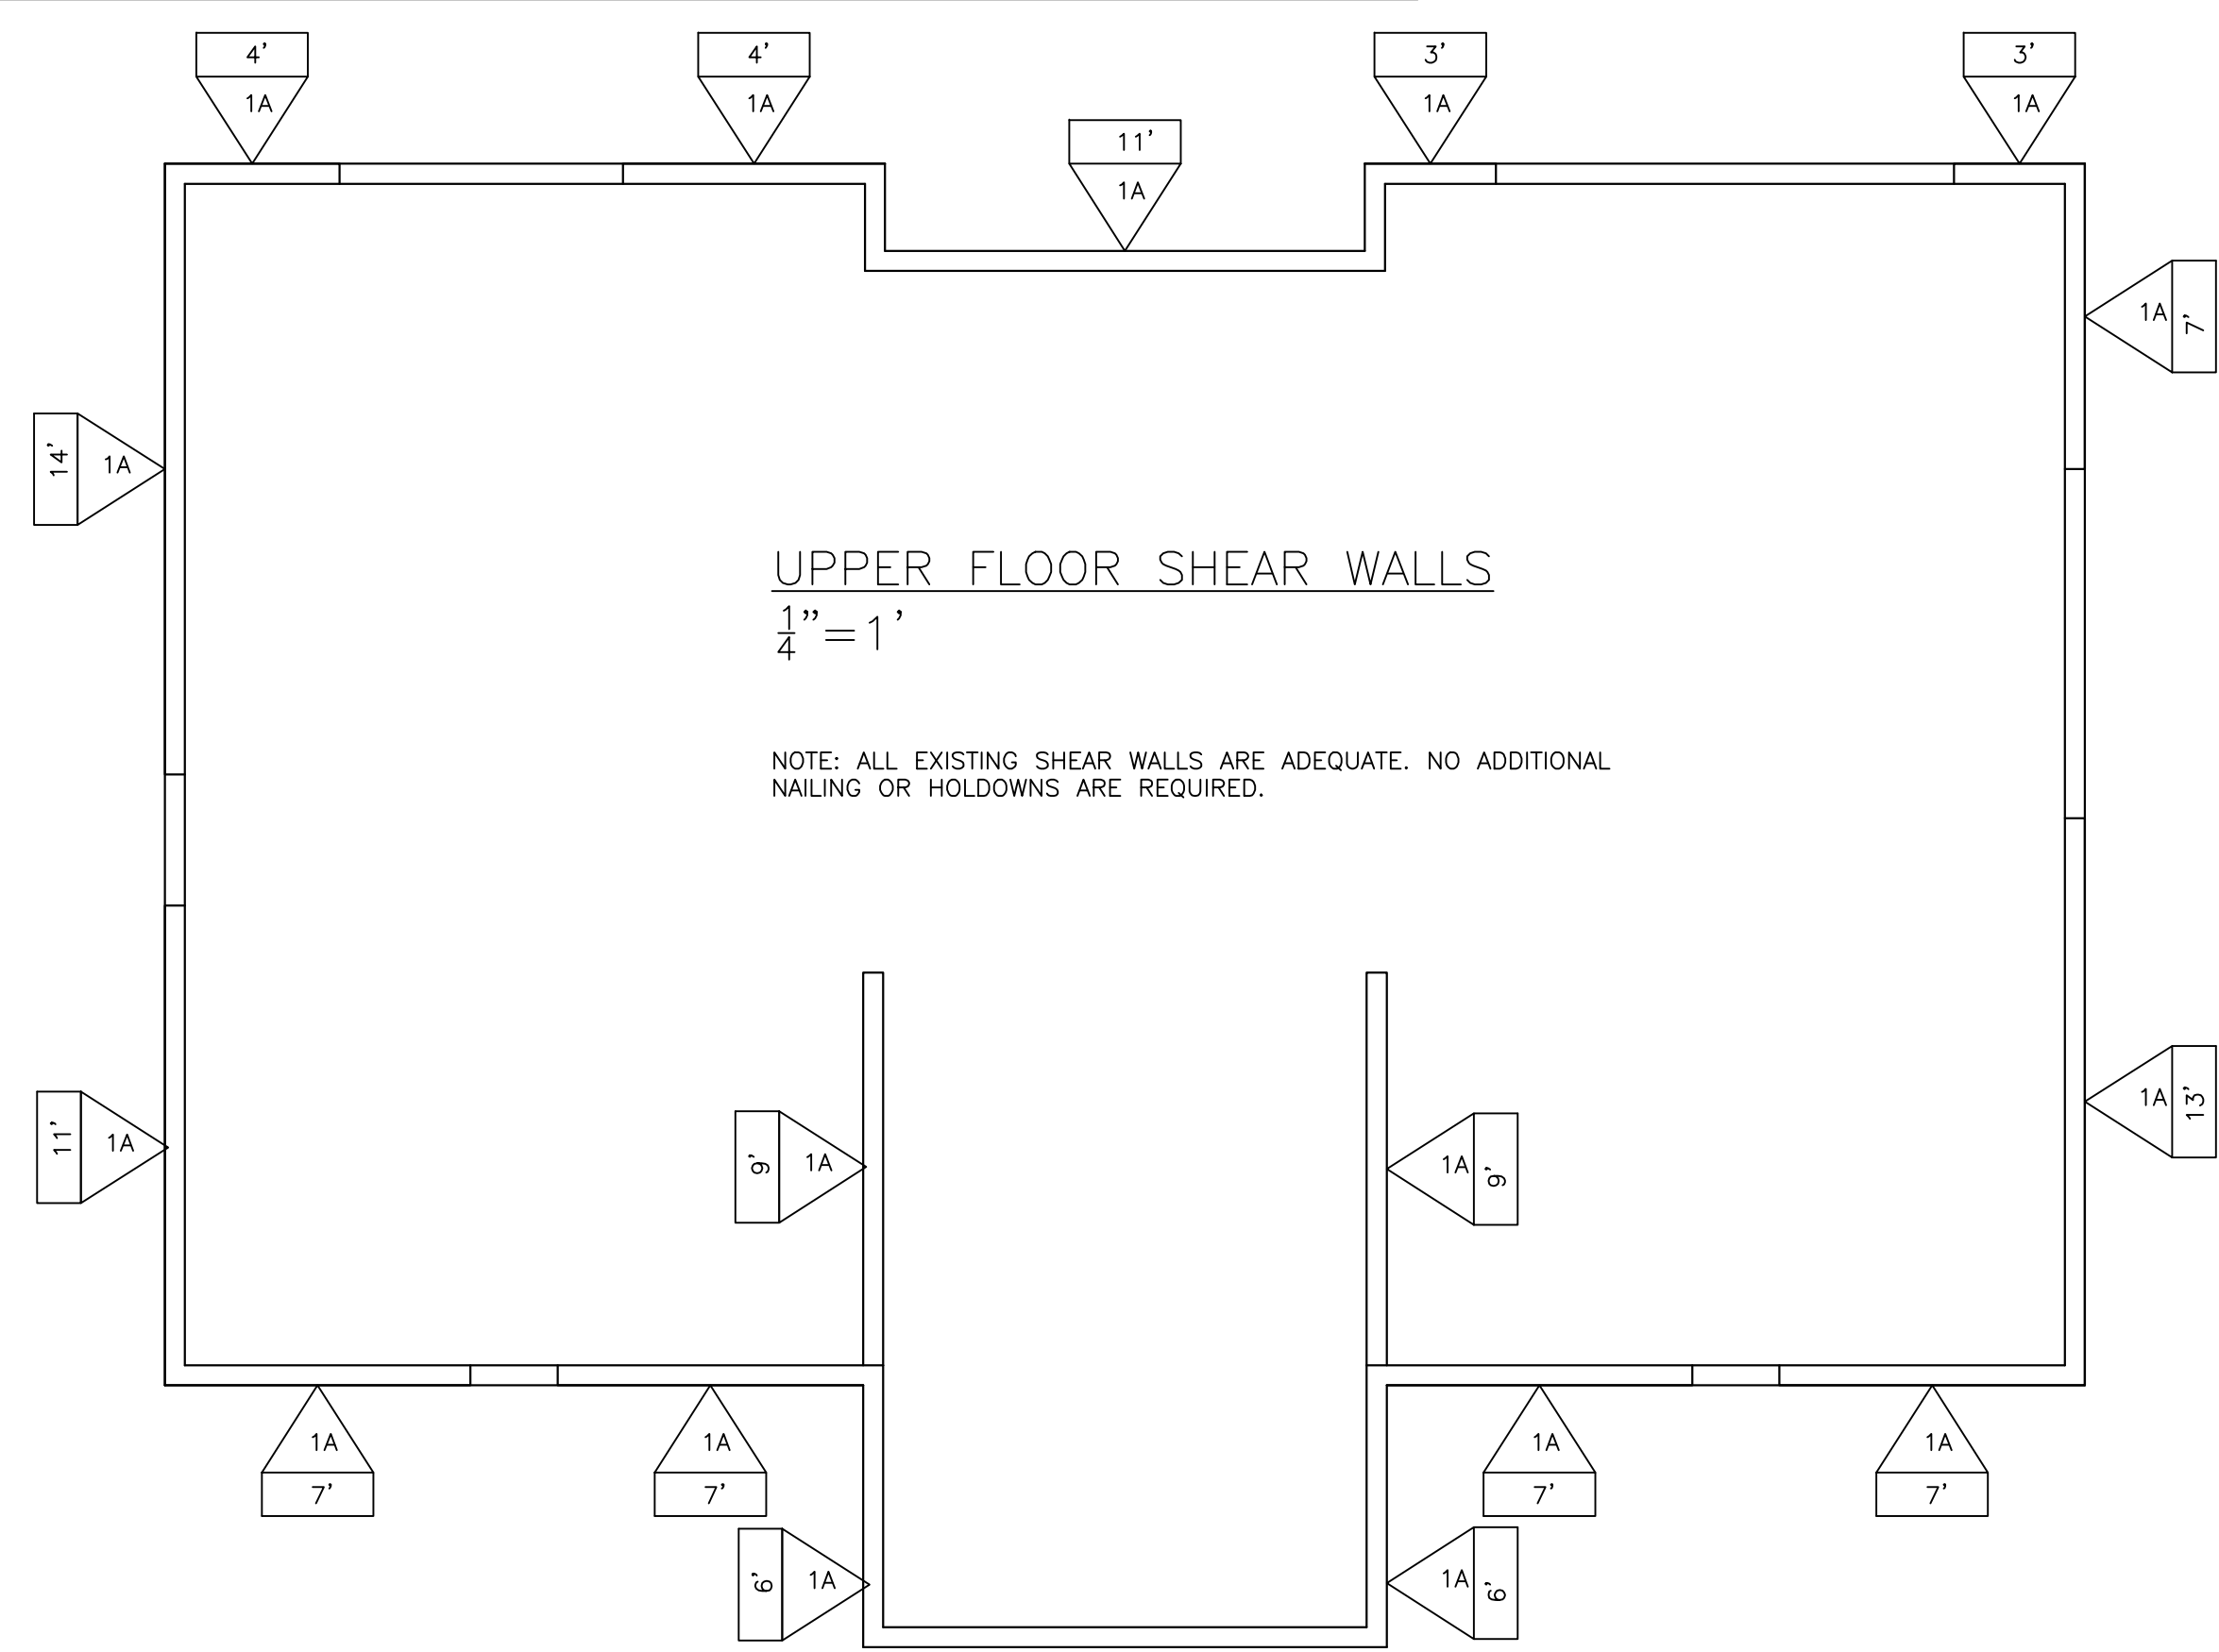 4'
4'
3'
3'
1A
1A
1A
1A
11'
1A
1A
7'
14'
1A
UPPER FLOOR SHEAR WALLS
1/4"=1'
NOTE: ALL EXISTING SHEAR WALLS ARE ADEQUATE. NO ADDITIONAL
NAILING OR HOLDOWNS ARE REQUIRED.
1A
13'
11'
1A
9'
1A
1A
9'
1A
1A
1A
1A
7'
7'
7'
7'
6'
1A
1A
6'